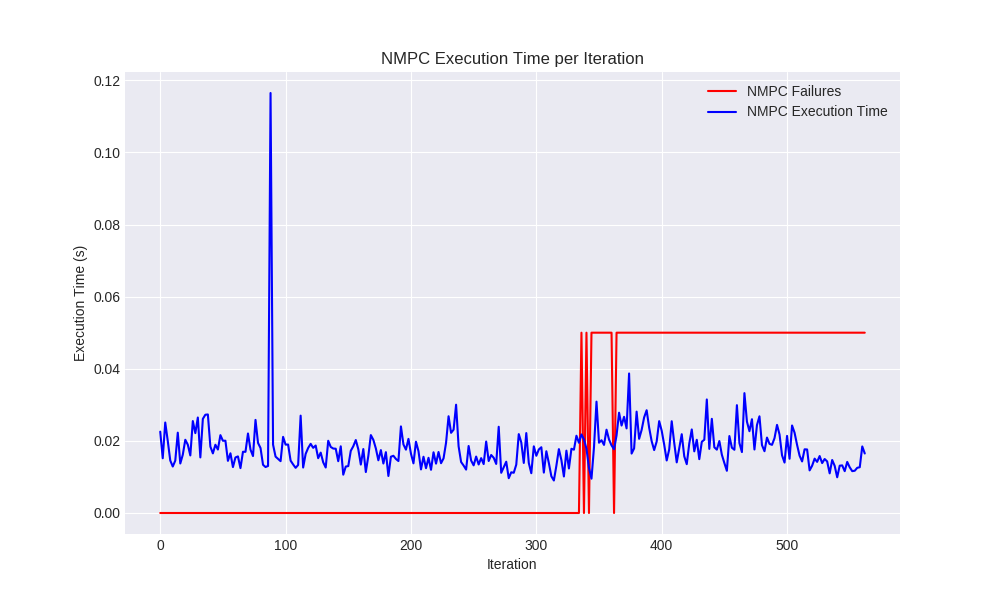 NMPC Execution Time per Iteration
NMPC Failures
NMPC Execution Time
0.12
0.10
0.08
0.06
0.04
0.02
0.00
Execution Time (s)
0 100 200 300 400 500
Iteration